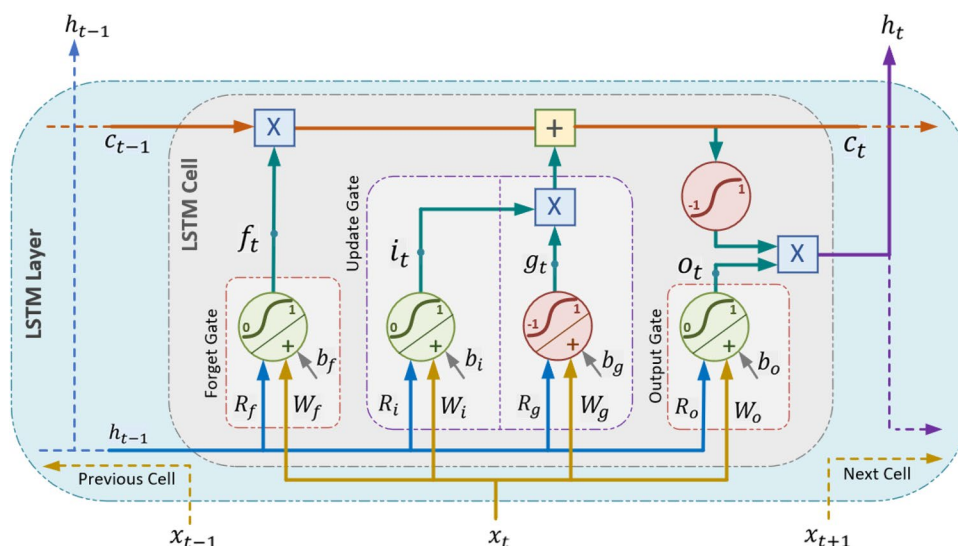 h_{t-1}
h_t
LSTM Layer
LSTM Cell
c_{t-1}
X
+
c_t
-1 1
Update Gate
X
f_t
i_t
g_t
o_t
X
Forget Gate
0 1
+
b_f
0 1
+
b_i
-1 1
+
b_g
Output Gate
0 1
+
b_o
R_f
W_f
R_i
W_i
R_g
W_g
R_o
W_o
h_{t-1}
Previous Cell
Next Cell
x_{t-1}
x_t
x_{t+1}